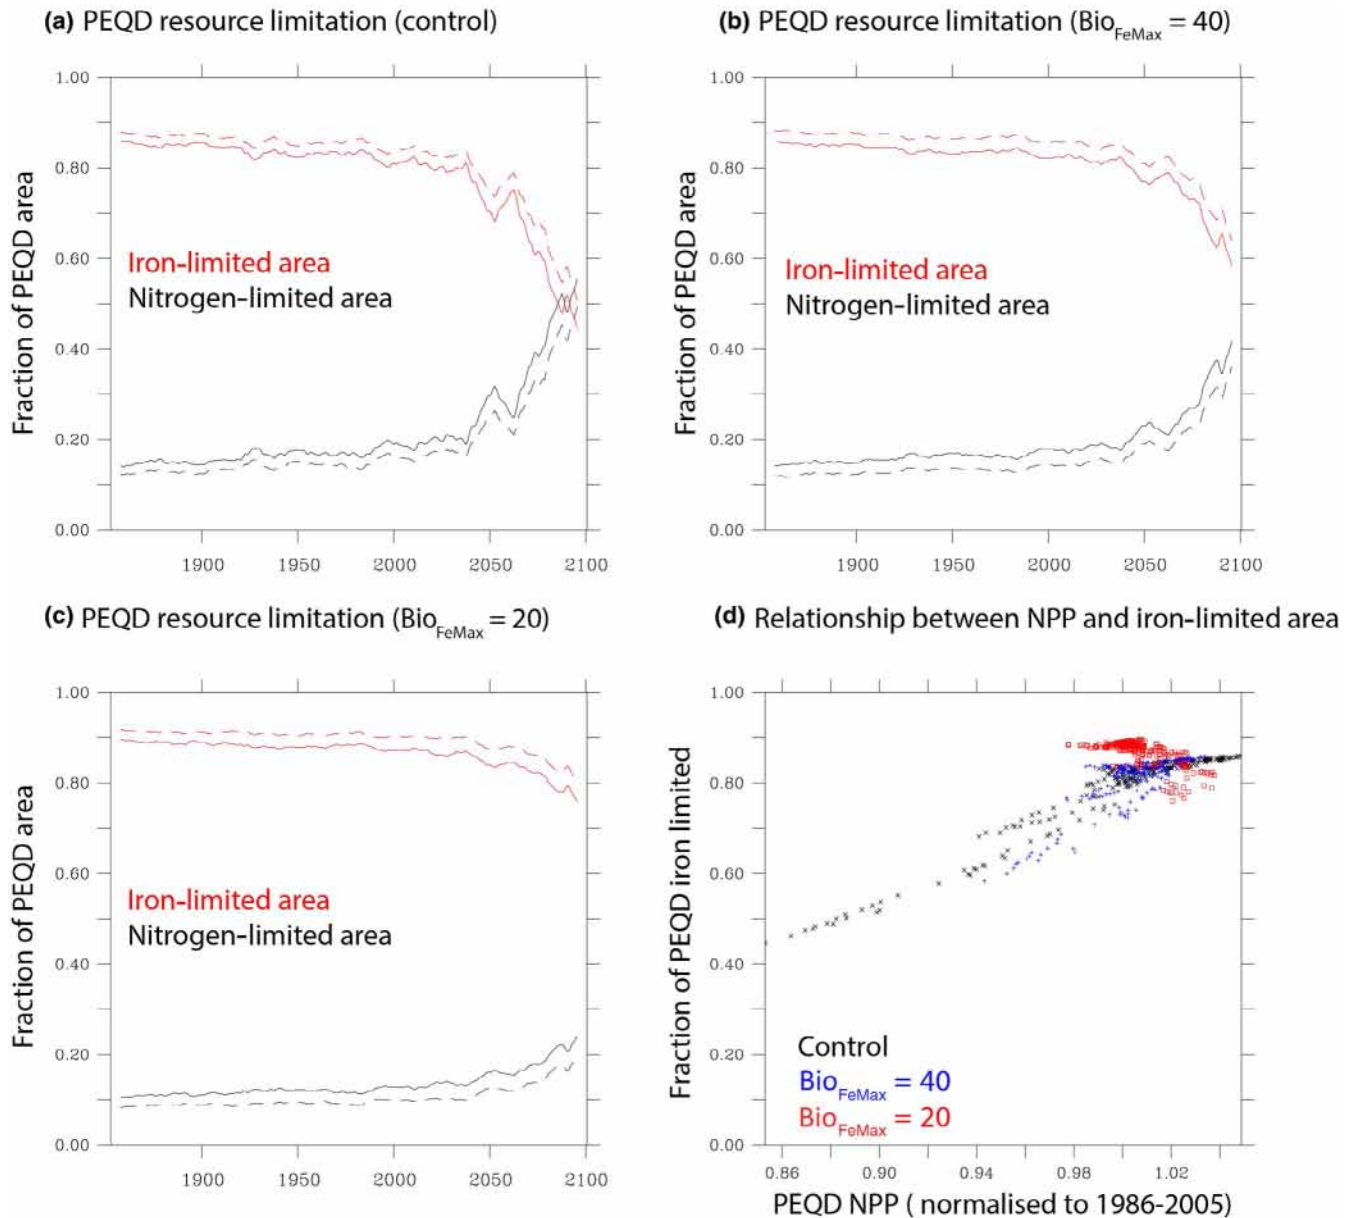 (a) PEQD resource limitation (control)
Fraction of PEQD area
1.00
0.80
0.60
0.40
0.20
0.00
Iron-limited area
Nitrogen-limited area
1900 1950 2000 2050 2100
(b) PEQD resource limitation (BioFeMax = 40)
Fraction of PEQD area
1.00
0.80
0.60
0.40
0.20
0.00
Iron-limited area
Nitrogen-limited area
1900 1950 2000 2050 2100
(c) PEQD resource limitation (BioFeMax = 20)
Fraction of PEQD area
1.00
0.80
0.60
0.40
0.20
0.00
Iron-limited area
Nitrogen-limited area
1900 1950 2000 2050 2100
(d) Relationship between NPP and iron-limited area
Fraction of PEQD iron limited
1.00
0.80
0.60
0.40
0.20
0.00
Control
BioFeMax = 40
BioFeMax = 20
0.86 0.90 0.94 0.98 1.02
PEQD NPP ( normalised to 1986-2005)